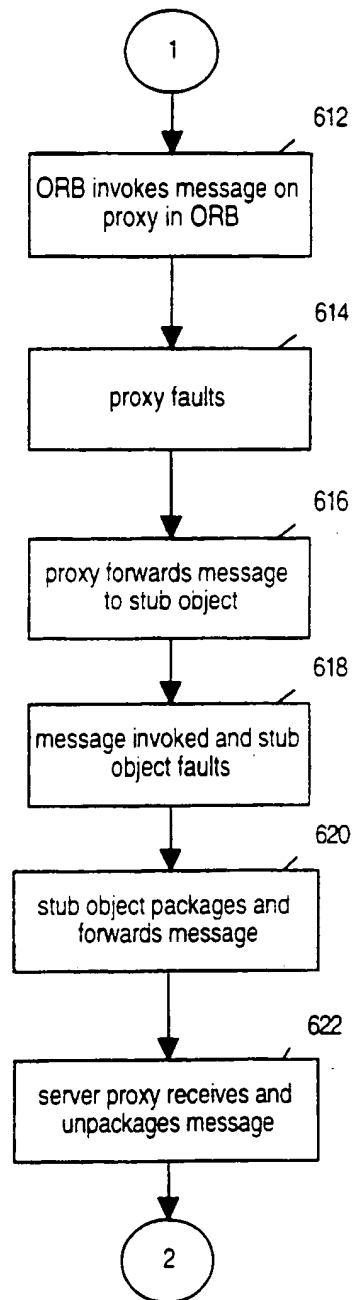 1
612
ORB invokes message on
proxy in ORB
614
proxy faults
616
proxy forwards message
to stub object
618
message invoked and stub
object faults
620
stub object packages and
forwards message
622
server proxy receives and
unpackages message
2